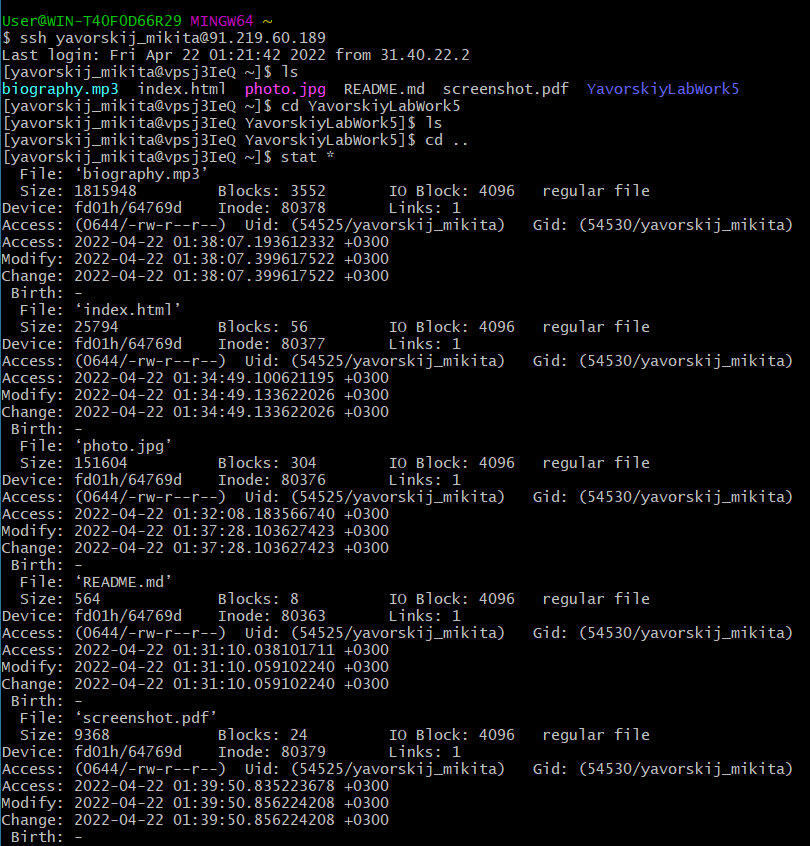 User@WIN-T40FOD66R29 MINGW64 ~
$ ssh yavorskij_mikita@91.219.60.189
Last login: Fri Apr 22 01:21:42 2022 from 31.40.22.2
[yavorskij_mikita@vpsj3IeQ ~]$ ls
biography.mp3  index.html  photo.jpg  README.md  screenshot.pdf  YavorskiyLabWork5
[yavorskij_mikita@vpsj3IeQ ~]$ cd YavorskiyLabWork5
[yavorskij_mikita@vpsj3IeQ YavorskiyLabWork5]$ ls
[yavorskij_mikita@vpsj3IeQ YavorskiyLabWork5]$ cd ..
[yavorskij_mikita@vpsj3IeQ ~]$ stat *
  File: ‘biography.mp3’
  Size: 1815948         Blocks: 3552       IO Block: 4096   regular file
Device: fd01h/64769d    Inode: 80378       Links: 1
Access: (0644/-rw-r--r--)  Uid: (54525/yavorskij_mikita)   Gid: (54530/yavorskij_mikita)
Access: 2022-04-22 01:38:07.193612332 +0300
Modify: 2022-04-22 01:38:07.399617522 +0300
Change: 2022-04-22 01:38:07.399617522 +0300
 Birth: -
  File: ‘index.html’
  Size: 25794           Blocks: 56         IO Block: 4096   regular file
Device: fd01h/64769d    Inode: 80377       Links: 1
Access: (0644/-rw-r--r--)  Uid: (54525/yavorskij_mikita)   Gid: (54530/yavorskij_mikita)
Access: 2022-04-22 01:34:49.100621195 +0300
Modify: 2022-04-22 01:34:49.133622026 +0300
Change: 2022-04-22 01:34:49.133622026 +0300
 Birth: -
  File: ‘photo.jpg’
  Size: 151604          Blocks: 304        IO Block: 4096   regular file
Device: fd01h/64769d    Inode: 80376       Links: 1
Access: (0644/-rw-r--r--)  Uid: (54525/yavorskij_mikita)   Gid: (54530/yavorskij_mikita)
Access: 2022-04-22 01:32:08.183566740 +0300
Modify: 2022-04-22 01:37:28.103627423 +0300
Change: 2022-04-22 01:37:28.103627423 +0300
 Birth: -
  File: ‘README.md’
  Size: 564             Blocks: 8          IO Block: 4096   regular file
Device: fd01h/64769d    Inode: 80363       Links: 1
Access: (0644/-rw-r--r--)  Uid: (54525/yavorskij_mikita)   Gid: (54530/yavorskij_mikita)
Access: 2022-04-22 01:31:10.038101711 +0300
Modify: 2022-04-22 01:31:10.059102240 +0300
Change: 2022-04-22 01:31:10.059102240 +0300
 Birth: -
  File: ‘screenshot.pdf’
  Size: 9368            Blocks: 24         IO Block: 4096   regular file
Device: fd01h/64769d    Inode: 80379       Links: 1
Access: (0644/-rw-r--r--)  Uid: (54525/yavorskij_mikita)   Gid: (54530/yavorskij_mikita)
Access: 2022-04-22 01:39:50.835223678 +0300
Modify: 2022-04-22 01:39:50.856224208 +0300
Change: 2022-04-22 01:39:50.856224208 +0300
 Birth: -